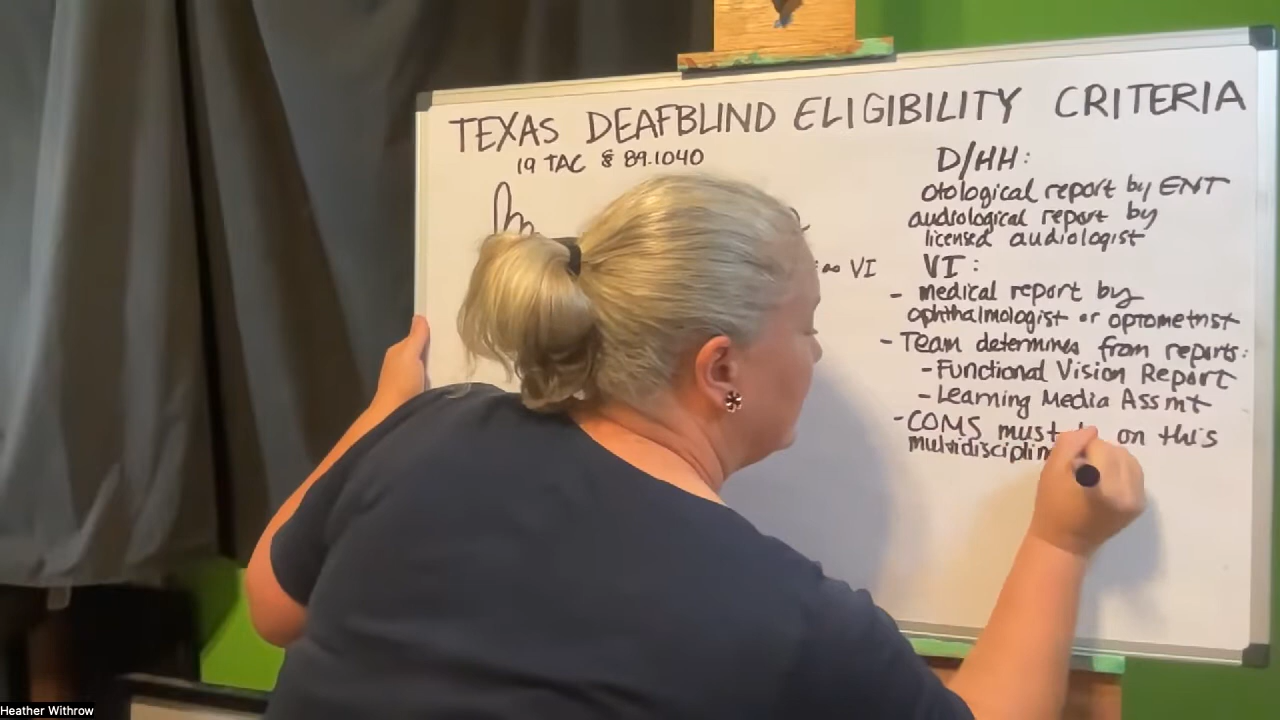 TEXAS DEAFBLIND ELIGIBILITY CRITERIA
19 TAC § 89.1040
VI
D/HH:
otological report by ENT
audiological report by
licensed audiologist
VI:
- medical report by
ophthalmologist or optometrist
- Team determines from reports:
- Functional Vision Report
- Learning Media Assmt
- COMS must on this
multidisciplin
Heather Withrow